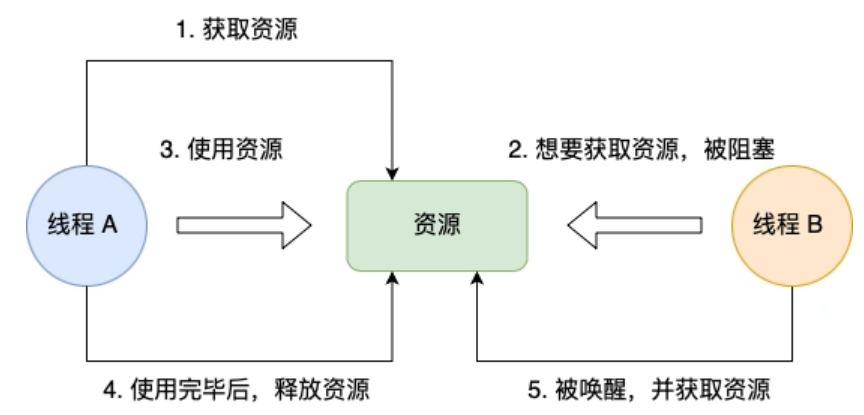 1. 获取资源
3. 使用资源
2. 想要获取资源，被阻塞
线程 A
资源
线程 B
4. 使用完毕后，释放资源
5. 被唤醒，并获取资源